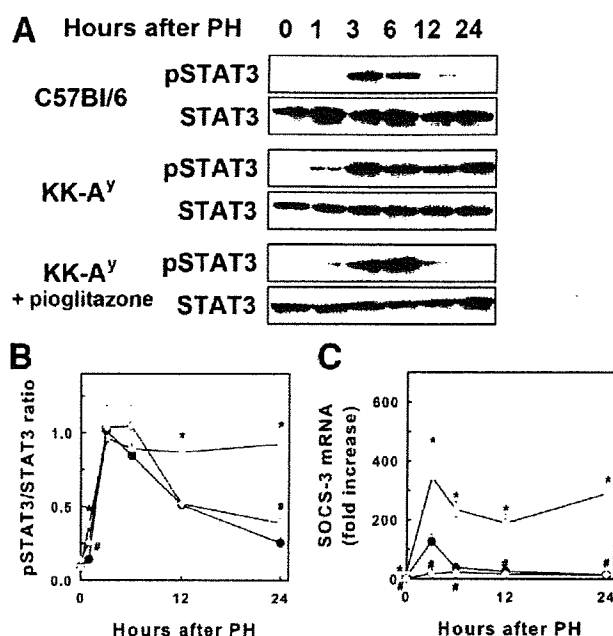 A Hours after PH 0 1 3 6 12 24
C57Bl/6
pSTAT3
STAT3
KK-Aʸ
pSTAT3
STAT3
KK-Aʸ
+ pioglitazone
pSTAT3
STAT3
B
pSTAT3/STAT3 ratio
1.0
0.5
0.0
* # * * #
0 12 24
Hours after PH
C
SOCS-3 mRNA
(fold increase)
600
400
200
0
* * * *
# # # #
*
#
0 12 24
Hours after PH